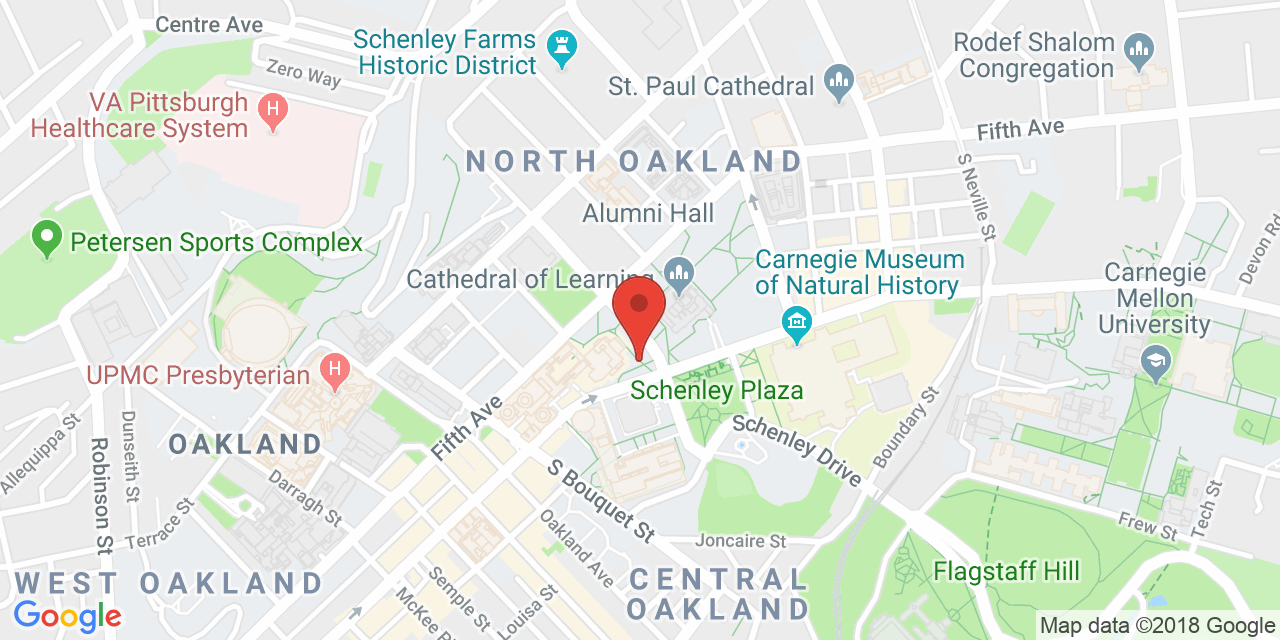 Centre Ave
Schenley Farms
Historic District
Rodef Shalom
Congregation
Zero Way
St. Paul Cathedral
VA Pittsburgh
Healthcare System
Fifth Ave
NORTH OAKLAND
S Neville St
Alumni Hall
Devon Rd
Petersen Sports Complex
Cathedral of Learning
Carnegie Museum
of Natural History
Carnegie
Mellon
University
UPMC Presbyterian
Schenley Plaza
Boundary St
Fifth Ave
Schenley Drive
OAKLAND
Allequippa St
Robinson St
Dunseith St
Darragh St
S Bouquet St
Terrace St
Oakland Ave
Joncaire St
Frew St
Tech St
WEST OAKLAND
Semple St
McKee
Louisa St
CENTRAL
OAKLAND
Flagstaff Hill
Google
Map data ©2018 Google